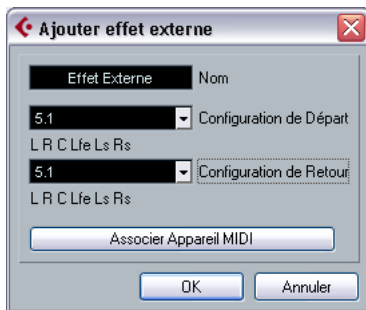 Ajouter effet externe
Effet Externe Nom
5.1 Configuration de Départ
L R C Lfe Ls Rs
5.1 Configuration de Retour
L R C Lfe Ls Rs
Associer Appareil MIDI
OK Annuler